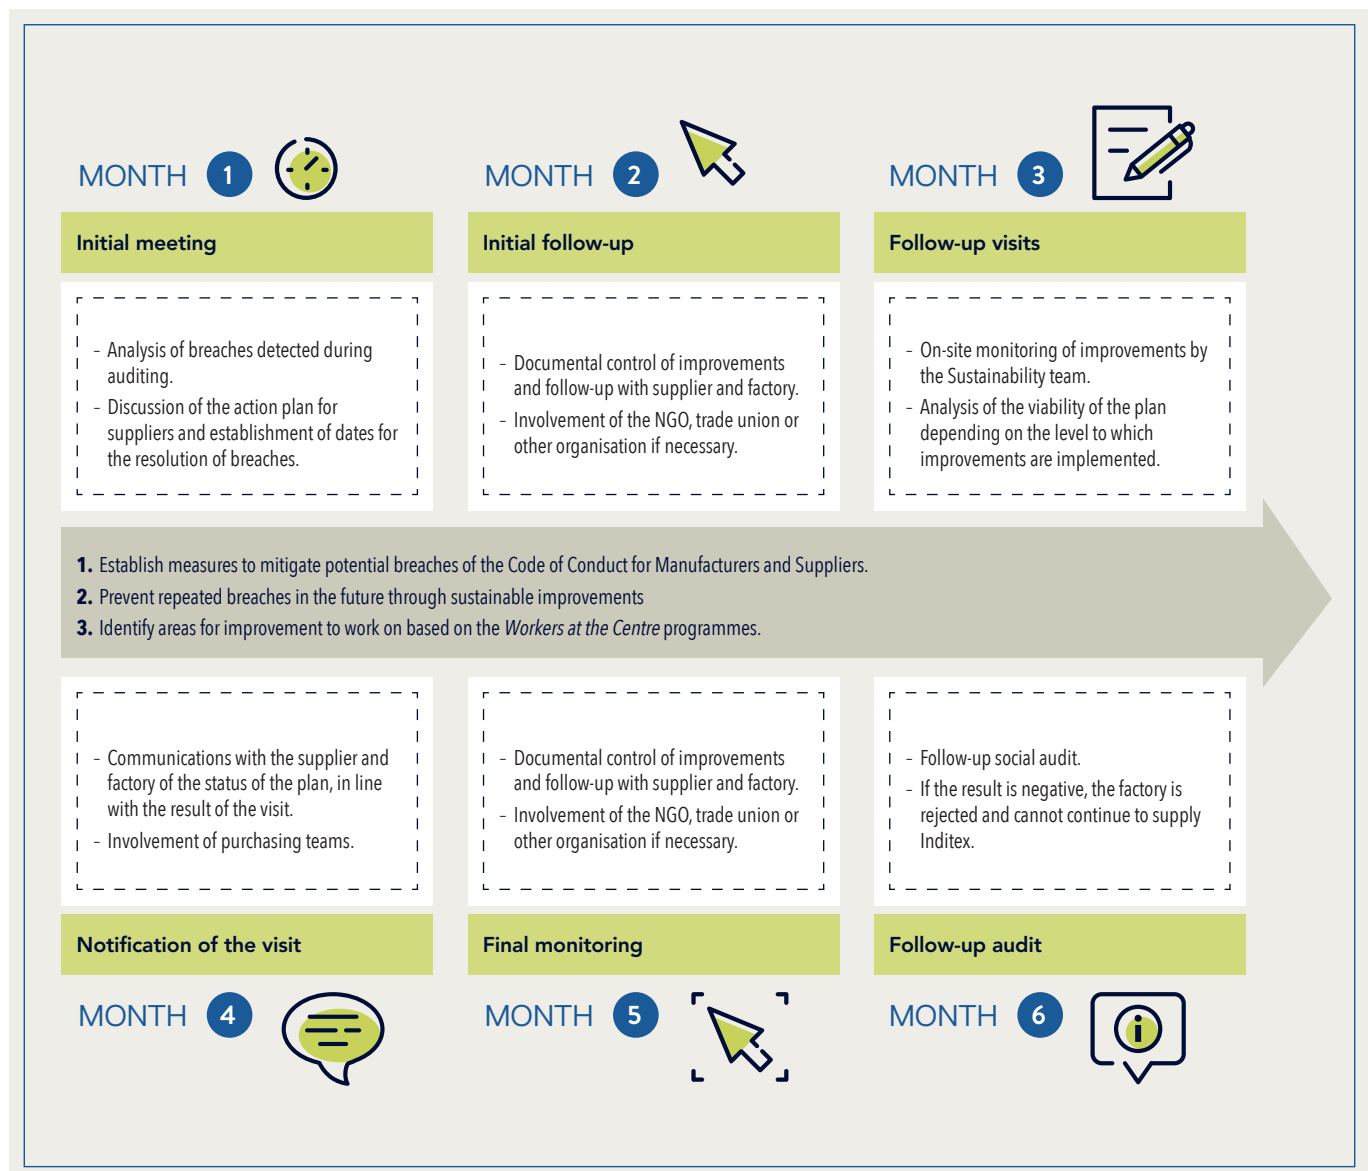 MONTH 1
Initial meeting
– Analysis of breaches detected during
auditing.
– Discussion of the action plan for
suppliers and establishment of dates for
the resolution of breaches.
MONTH 2
Initial follow-up
– Documental control of improvements
and follow-up with supplier and factory.
– Involvement of the NGO, trade union or
other organisation if necessary.
MONTH 3
Follow-up visits
– On-site monitoring of improvements by
the Sustainability team.
– Analysis of the viability of the plan
depending on the level to which
improvements are implemented.
1. Establish measures to mitigate potential breaches of the Code of Conduct for Manufacturers and Suppliers.
2. Prevent repeated breaches in the future through sustainable improvements
3. Identify areas for improvement to work on based on the Workers at the Centre programmes.
– Communications with the supplier and
factory of the status of the plan, in line
with the result of the visit.
– Involvement of purchasing teams.
Notification of the visit
MONTH 4
– Documental control of improvements
and follow-up with supplier and factory.
– Involvement of the NGO, trade union or
other organisation if necessary.
Final monitoring
MONTH 5
– Follow-up social audit.
– If the result is negative, the factory is
rejected and cannot continue to supply
Inditex.
Follow-up audit
MONTH 6
i